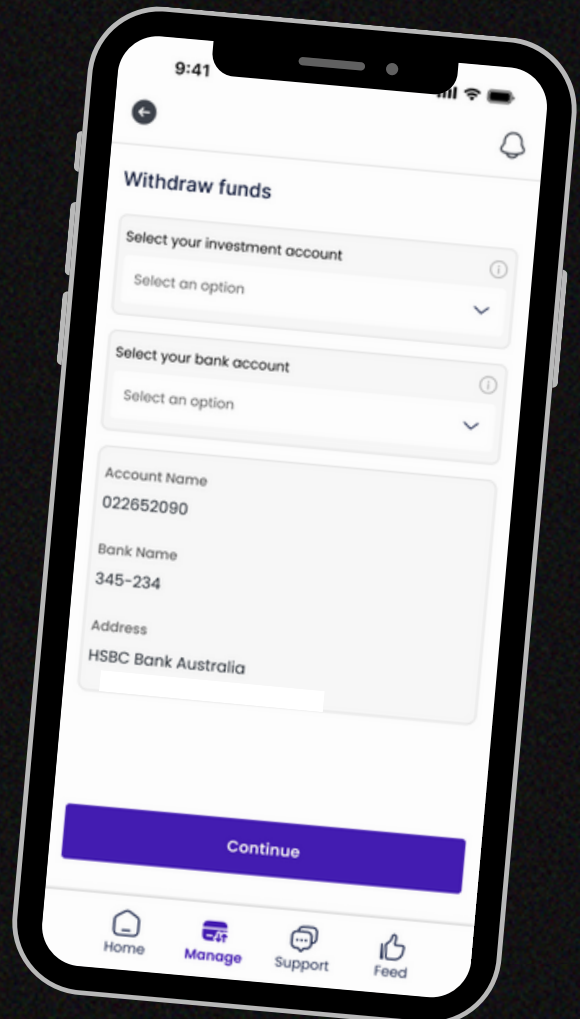 9:41
Withdraw funds
Select your investment account
Select an option
Select your bank account
Select an option
Account Name
022652090
Bank Name
345-234
Address
HSBC Bank Australia
Continue
Home
Manage
Support
Feed